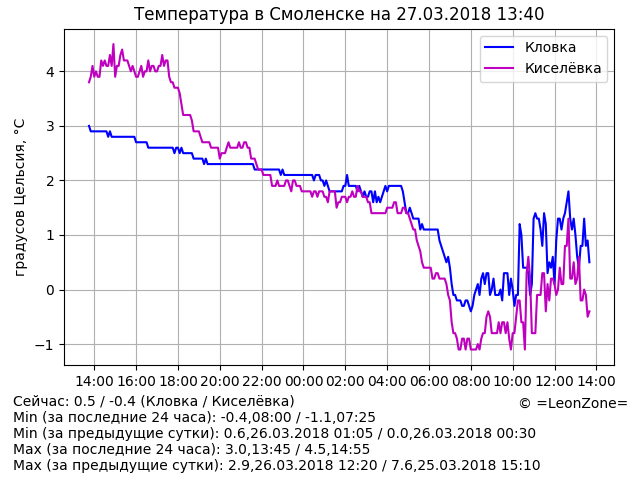 Температура в Смоленске на 27.03.2018 13:40
Кловка
Киселёвка
градусов Цельсия, °C
4
3
2
1
0
−1
14:00 16:00 18:00 20:00 22:00 00:00 02:00 04:00 06:00 08:00 10:00 12:00 14:00
Сейчас: 0.5 / -0.4 (Кловка / Киселёвка)
© =LeonZone=
Min (за последние 24 часа): -0.4,08:00 / -1.1,07:25
Min (за предыдущие сутки): 0.6,26.03.2018 01:05 / 0.0,26.03.2018 00:30
Max (за последние 24 часа): 3.0,13:45 / 4.5,14:55
Max (за предыдущие сутки): 2.9,26.03.2018 12:20 / 7.6,25.03.2018 15:10